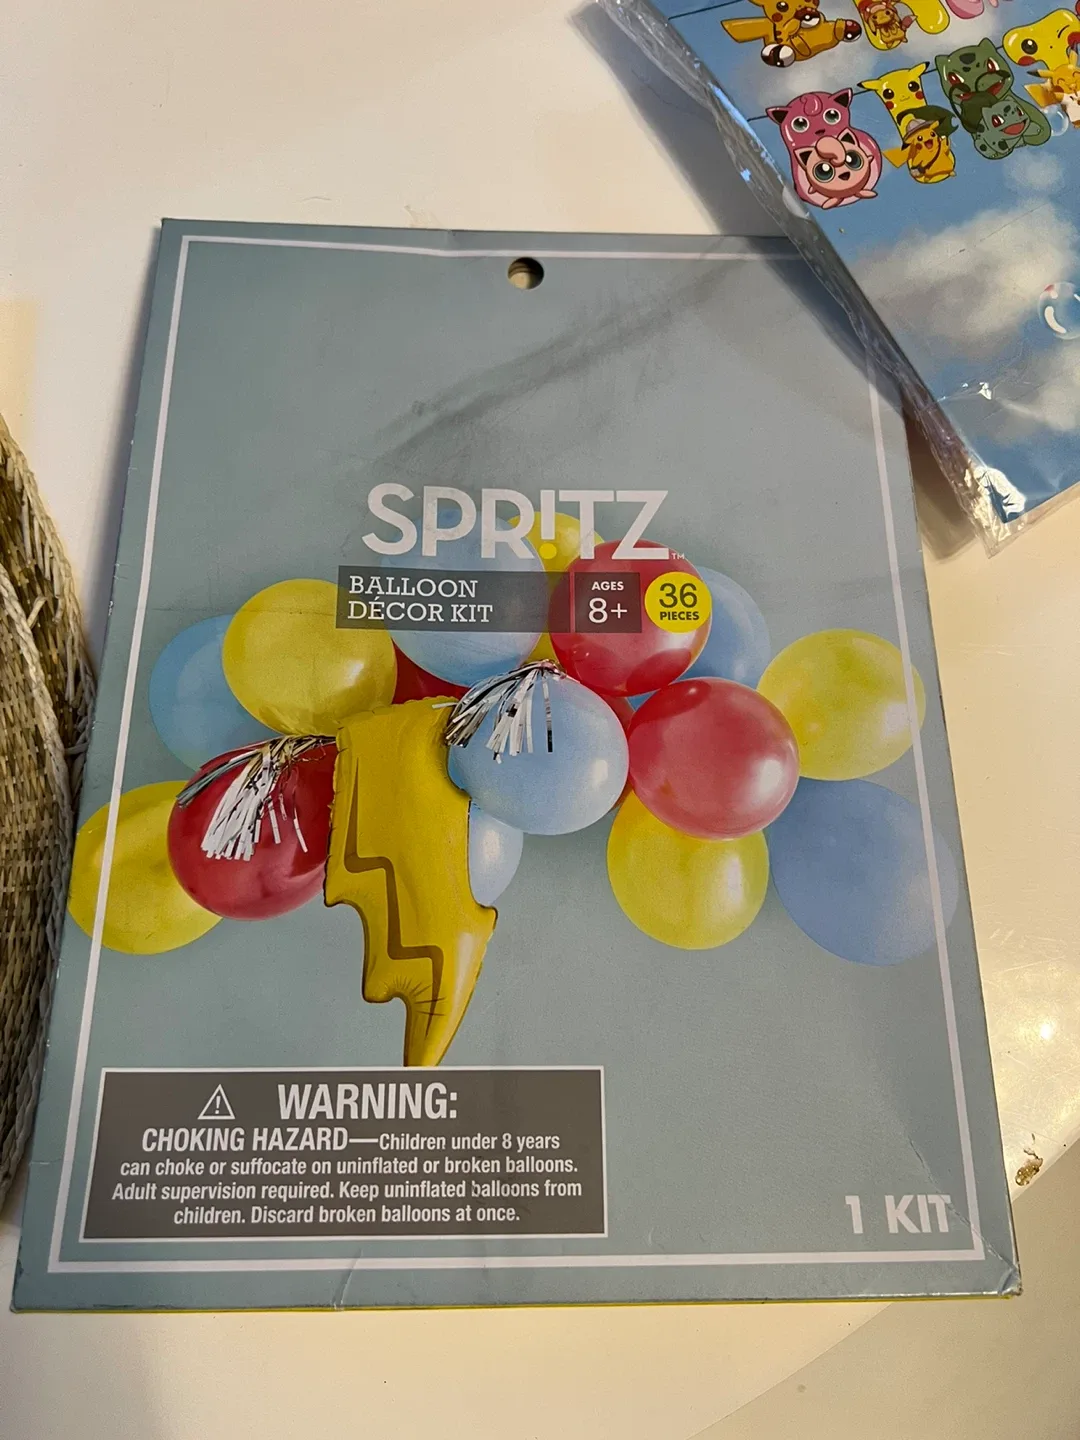 SPR!TZ™
BALLOON
DÉCOR KIT
AGES
8+
36
PIECES
⚠ WARNING:
CHOKING HAZARD—Children under 8 years
can choke or suffocate on uninflated or broken balloons.
Adult supervision required. Keep uninflated balloons from
children. Discard broken balloons at once.
1 KIT